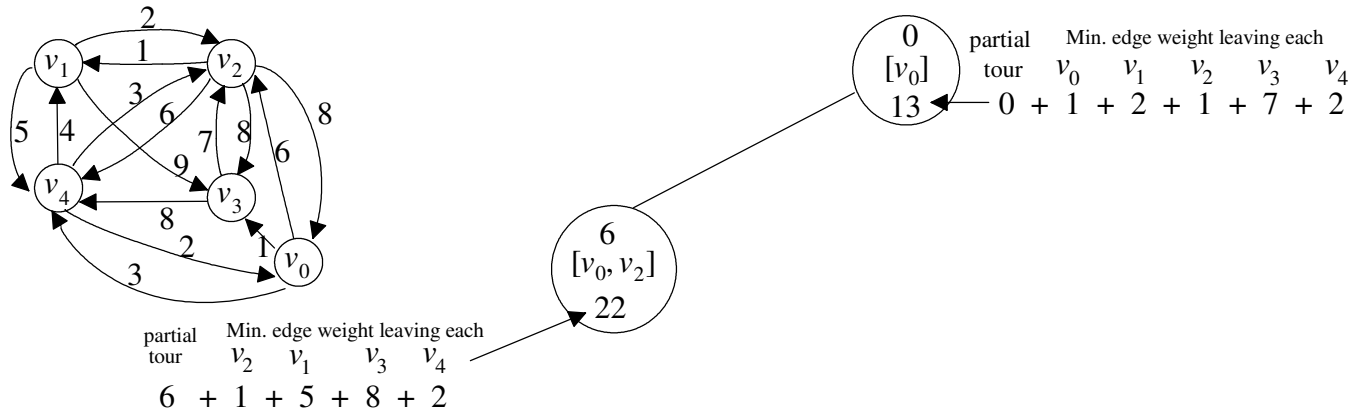 2
1
v1
v2
3
6
8
5
4
7
8
9
6
v4
v3
8
2
1
v0
3
0
[v0]
13
partial tour
Min. edge weight leaving each
v0 v1 v2 v3 v4
0 + 1 + 2 + 1 + 7 + 2
6
[v0, v2]
22
partial tour
Min. edge weight leaving each
v2 v1 v3 v4
6 + 1 + 5 + 8 + 2